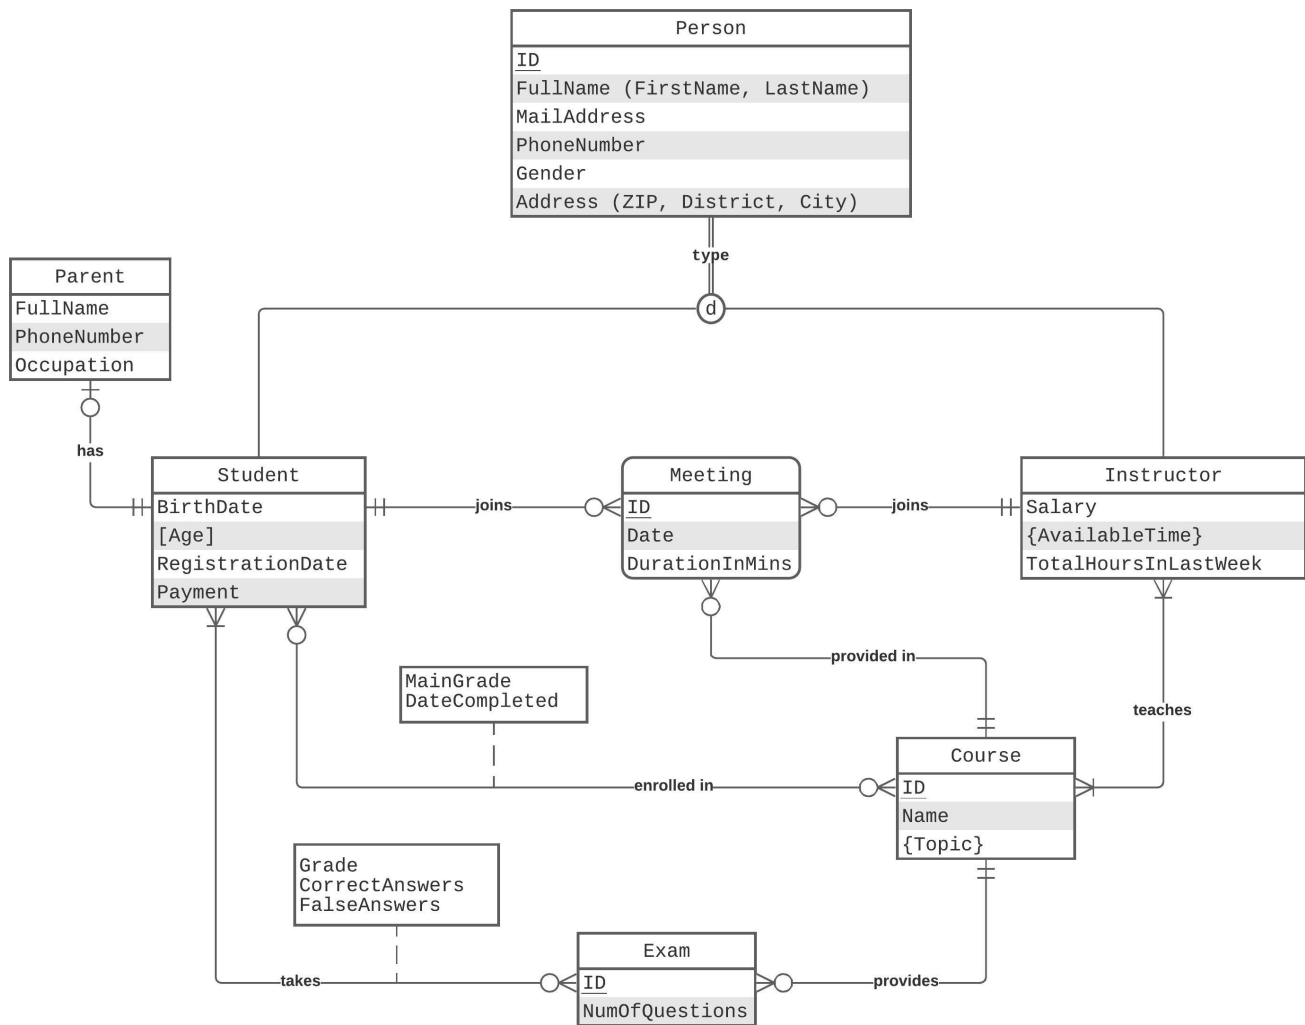 Person
ID
FullName (FirstName, LastName)
MailAddress
PhoneNumber
Gender
Address (ZIP, District, City)
type
d
Parent
FullName
PhoneNumber
Occupation
has
Student
BirthDate
[Age]
RegistrationDate
Payment
joins
Meeting
ID
Date
DurationInMins
joins
Instructor
Salary
{AvailableTime}
TotalHoursInLastWeek
provided in
teaches
MainGrade
DateCompleted
enrolled in
Course
ID
Name
{Topic}
Grade
CorrectAnswers
FalseAnswers
takes
Exam
ID
NumOfQuestions
provides